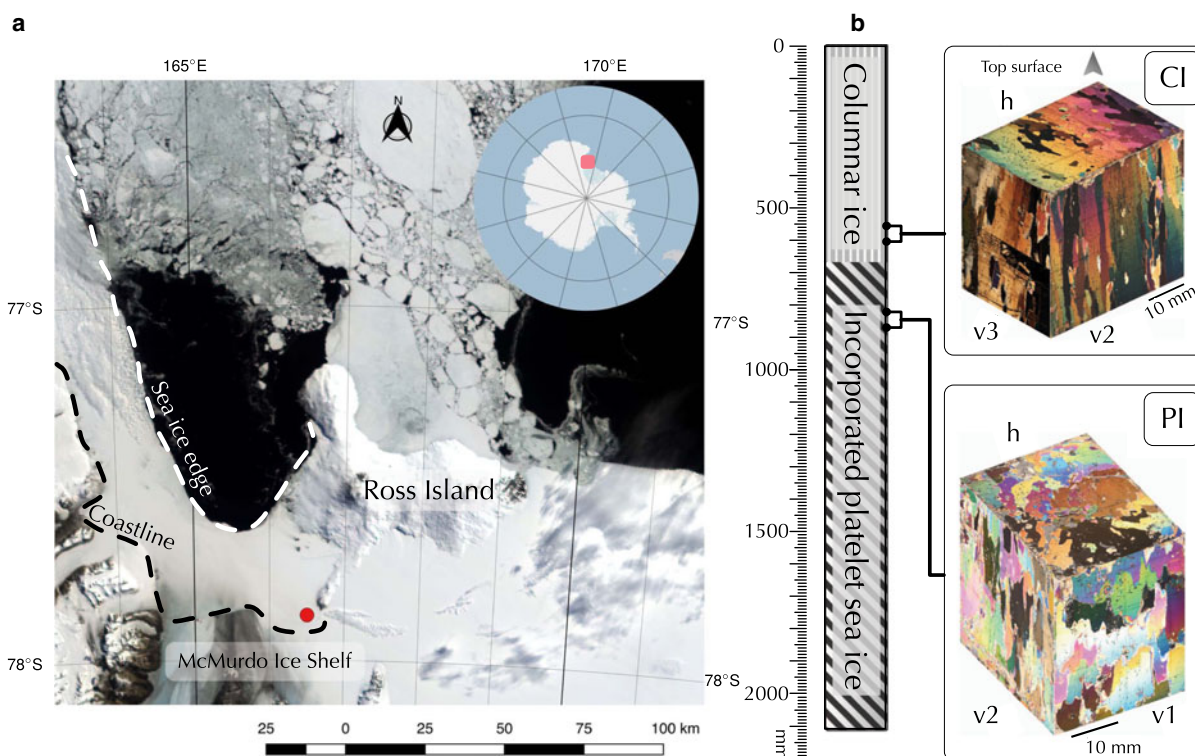 a
165°E
170°E
N
77°S
77°S
Sea ice edge
Ross Island
Coastline
McMurdo Ice Shelf
78°S
78°S
25 0 25 50 75 100 km
b
0
500
1000
1500
2000
mm
Columnar ice
Incorporated platelet sea ice
Top surface
CI
h
v3
v2
10 mm
PI
h
v2
v1
10 mm